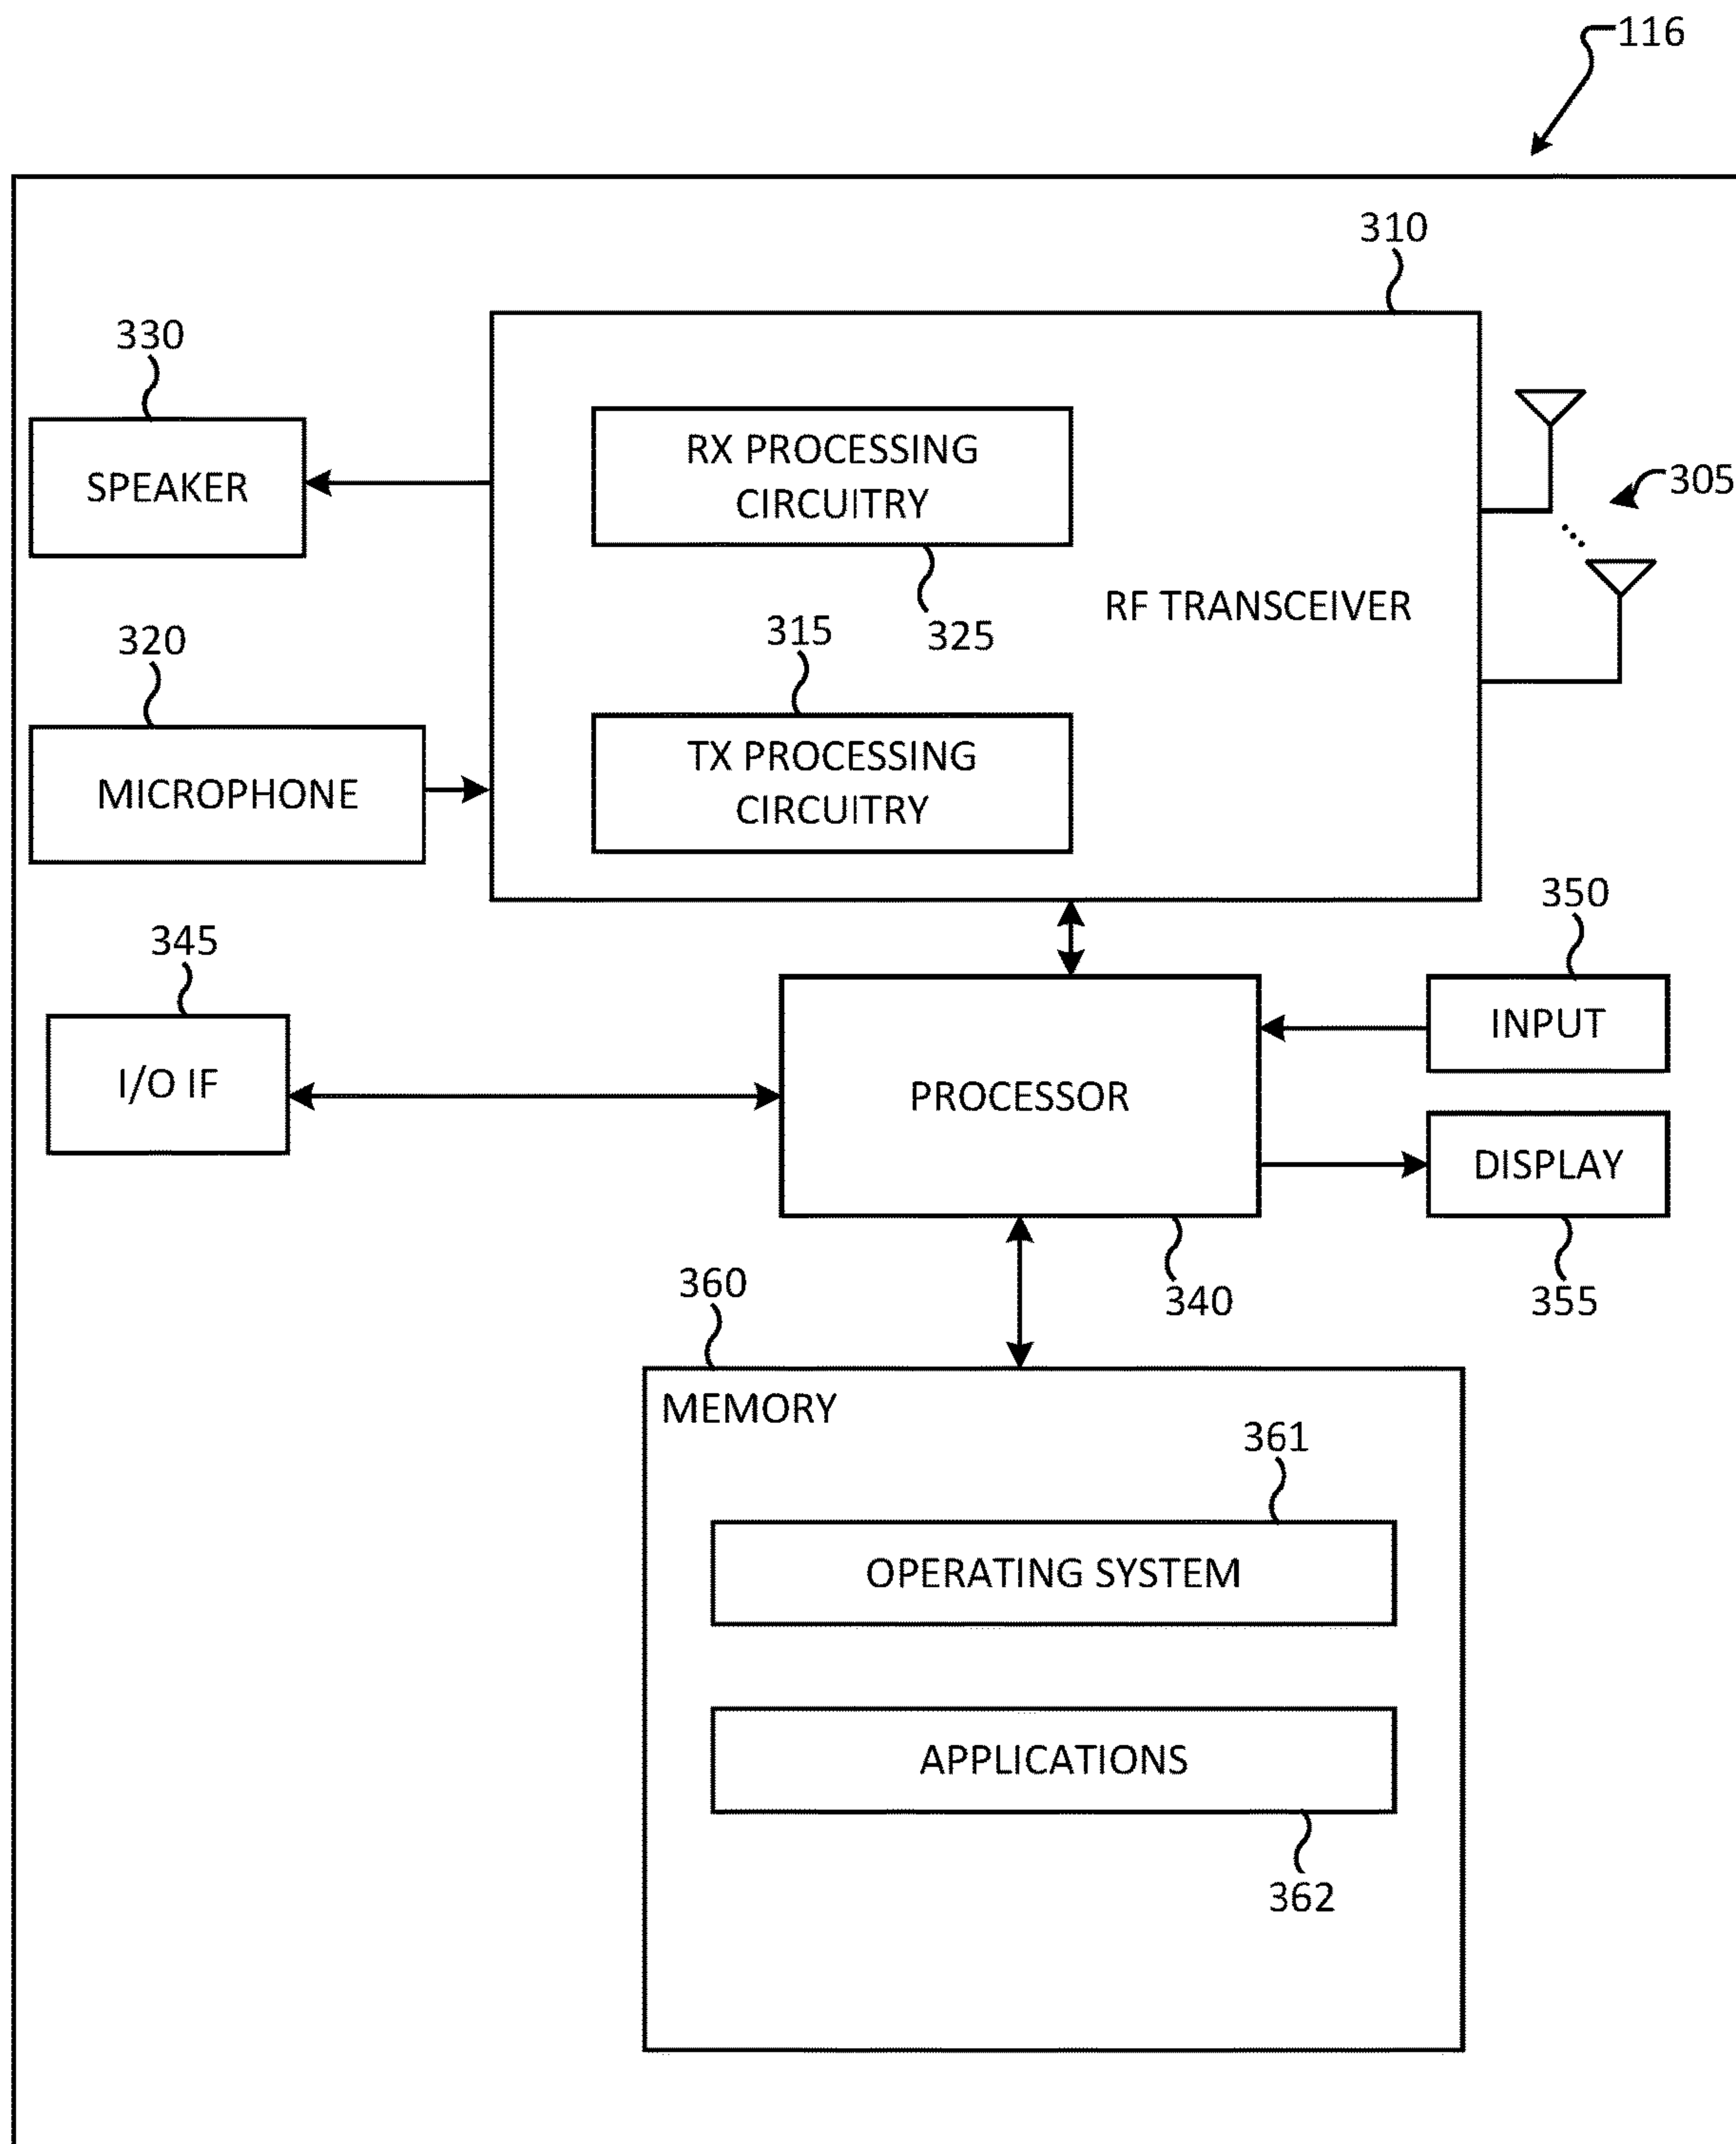 116
310
330
SPEAKER
RX PROCESSING
CIRCUITRY
325
305
RF TRANSCEIVER
320
MICROPHONE
315
TX PROCESSING
CIRCUITRY
345
I/O IF
PROCESSOR
340
350
INPUT
DISPLAY
355
360
MEMORY
361
OPERATING SYSTEM
APPLICATIONS
362